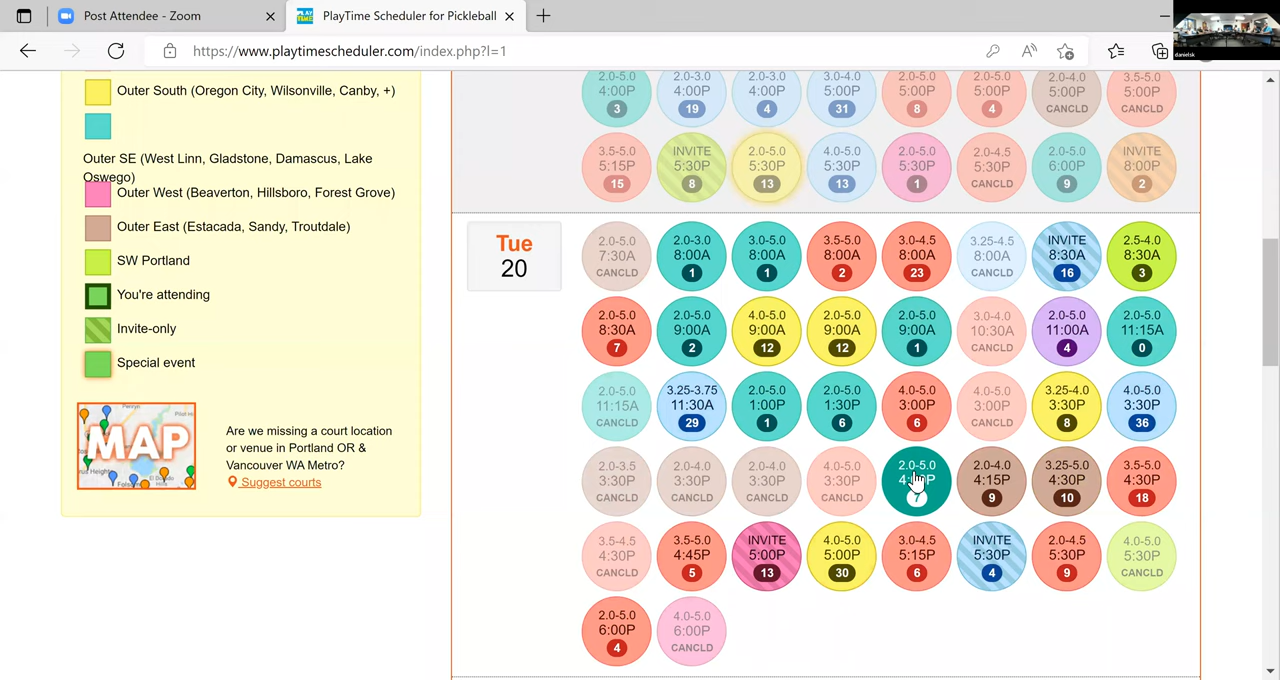 Post Attendee - Zoom
PlayTime Scheduler for Pickleball
https://www.playtimescheduler.com/index.php?l=1
danielsk
Outer South (Oregon City, Wilsonville, Canby, +)
Outer SE (West Linn, Gladstone, Damascus, Lake
Oswego)
Outer West (Beaverton, Hillsboro, Forest Grove)
Outer East (Estacada, Sandy, Troutdale)
SW Portland
You're attending
Invite-only
Special event
MAP
Are we missing a court location
or venue in Portland OR &
Vancouver WA Metro?
Suggest courts
2.0-5.0 2.0-3.0 2.0-3.0 3.0-4.0 2.0-5.0 2.0-5.0 2.0-4.0 3.5-5.0
4:00P 4:00P 4:00P 4:00P 5:00P 5:00P 5:00P 5:00P
3 19 4 31 8 4 CANCLD CANCLD
3.5-5.0 INVITE 2.0-5.0 4.0-5.0 2.0-5.0 2.0-4.5 2.0-5.0 INVITE
5:15P 5:30P 5:30P 5:30P 5:30P 5:30P 6:00P 8:00P
15 8 13 13 1 CANCLD 9 2
Tue
20
2.0-5.0 2.0-3.0 3.0-5.0 3.5-5.0 3.0-4.5 3.25-4.5 INVITE 2.5-4.0
7:30A 8:00A 8:00A 8:00A 8:00A 8:00A 8:30A 8:30A
CANCLD 1 1 2 23 CANCLD 16 3
2.0-5.0 2.0-5.0 4.0-5.0 2.0-5.0 2.0-5.0 3.0-4.0 2.0-5.0 2.0-5.0
8:30A 9:00A 9:00A 9:00A 9:00A 10:30A 11:00A 11:15A
7 2 12 12 1 CANCLD 4 0
2.0-5.0 3.25-3.75 2.0-5.0 2.0-5.0 4.0-5.0 4.0-5.0 3.25-4.0 4.0-5.0
11:15A 11:30A 1:00P 1:30P 3:00P 3:00P 3:30P 3:30P
CANCLD 29 1 6 6 CANCLD 8 36
2.0-3.5 2.0-4.0 2.0-4.0 4.0-5.0 2.0-5.0 2.0-4.0 3.25-5.0 3.5-5.0
3:30P 3:30P 3:30P 3:30P 4:15P 4:30P 4:30P
CANCLD CANCLD CANCLD CANCLD 7 9 10 18
3.5-4.5 3.5-5.0 INVITE 4.0-5.0 3.0-4.5 INVITE 2.0-4.5 4.0-5.0
4:30P 4:45P 5:00P 5:00P 5:15P 5:30P 5:30P 5:30P
CANCLD 5 13 30 6 4 9 CANCLD
2.0-5.0 4.0-5.0
6:00P 6:00P
4 CANCLD